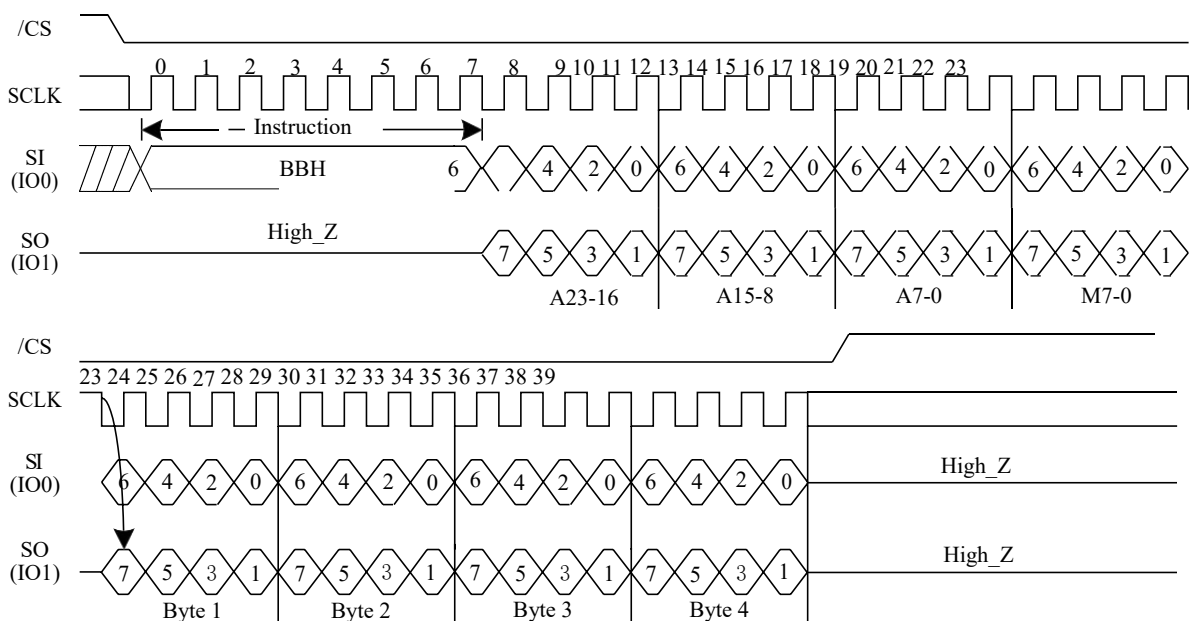 /CS
0 1 2 3 4 5 6 7 8 9 10 11 12 13 14 15 16 17 18 19 20 21 22 23
SCLK
Instruction
SI
(IO0)
BBH 6 4 2 0 6 4 2 0 6 4 2 0 6 4 2 0
SO
(IO1)
High_Z 7 5 3 1 7 5 3 1 7 5 3 1 7 5 3 1
A23-16 A15-8 A7-0 M7-0
/CS
23 24 25 26 27 28 29 30 31 32 33 34 35 36 37 38 39
SCLK
SI
(IO0)
6 4 2 0 6 4 2 0 6 4 2 0 6 4 2 0 High_Z
SO
(IO1)
7 5 3 1 7 5 3 1 7 5 3 1 7 5 3 1 High_Z
Byte 1 Byte 2 Byte 3 Byte 4